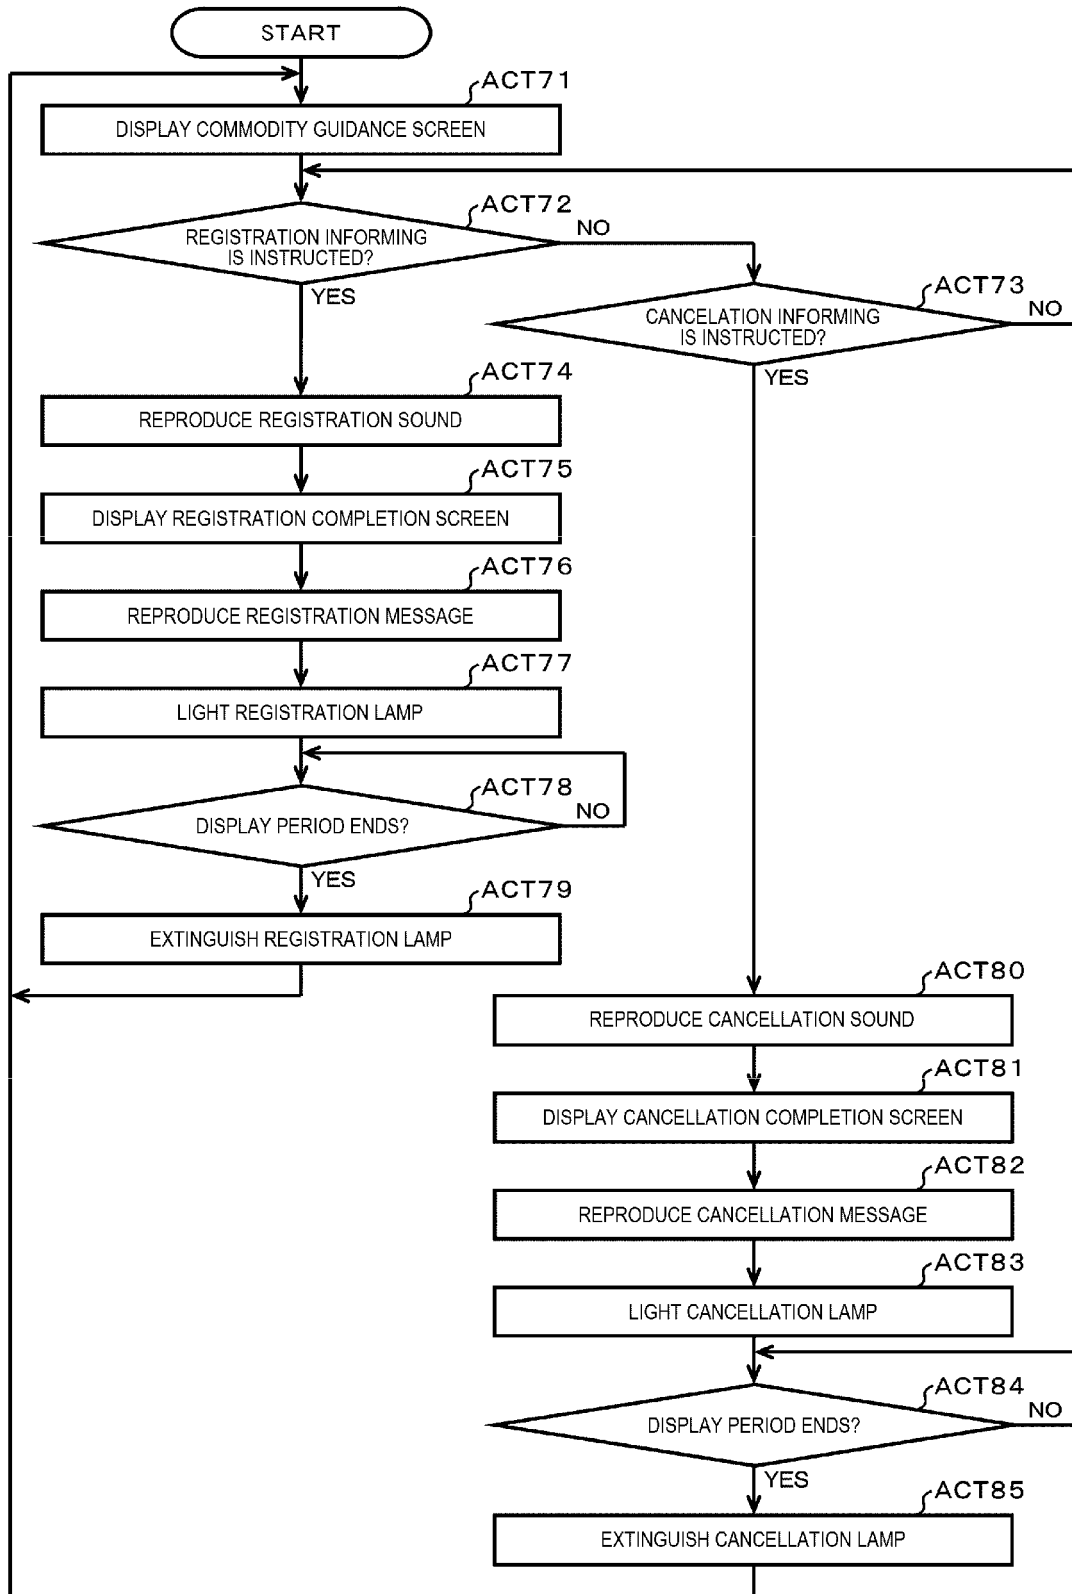 START
ACT71
DISPLAY COMMODITY GUIDANCE SCREEN
ACT72
REGISTRATION INFORMING
IS INSTRUCTED?
NO
YES
ACT73
CANCELATION INFORMING
IS INSTRUCTED?
NO
YES
ACT74
REPRODUCE REGISTRATION SOUND
ACT75
DISPLAY REGISTRATION COMPLETION SCREEN
ACT76
REPRODUCE REGISTRATION MESSAGE
ACT77
LIGHT REGISTRATION LAMP
ACT78
DISPLAY PERIOD ENDS?
NO
YES
ACT79
EXTINGUISH REGISTRATION LAMP
ACT80
REPRODUCE CANCELLATION SOUND
ACT81
DISPLAY CANCELLATION COMPLETION SCREEN
ACT82
REPRODUCE CANCELLATION MESSAGE
ACT83
LIGHT CANCELLATION LAMP
ACT84
DISPLAY PERIOD ENDS?
NO
YES
ACT85
EXTINGUISH CANCELLATION LAMP